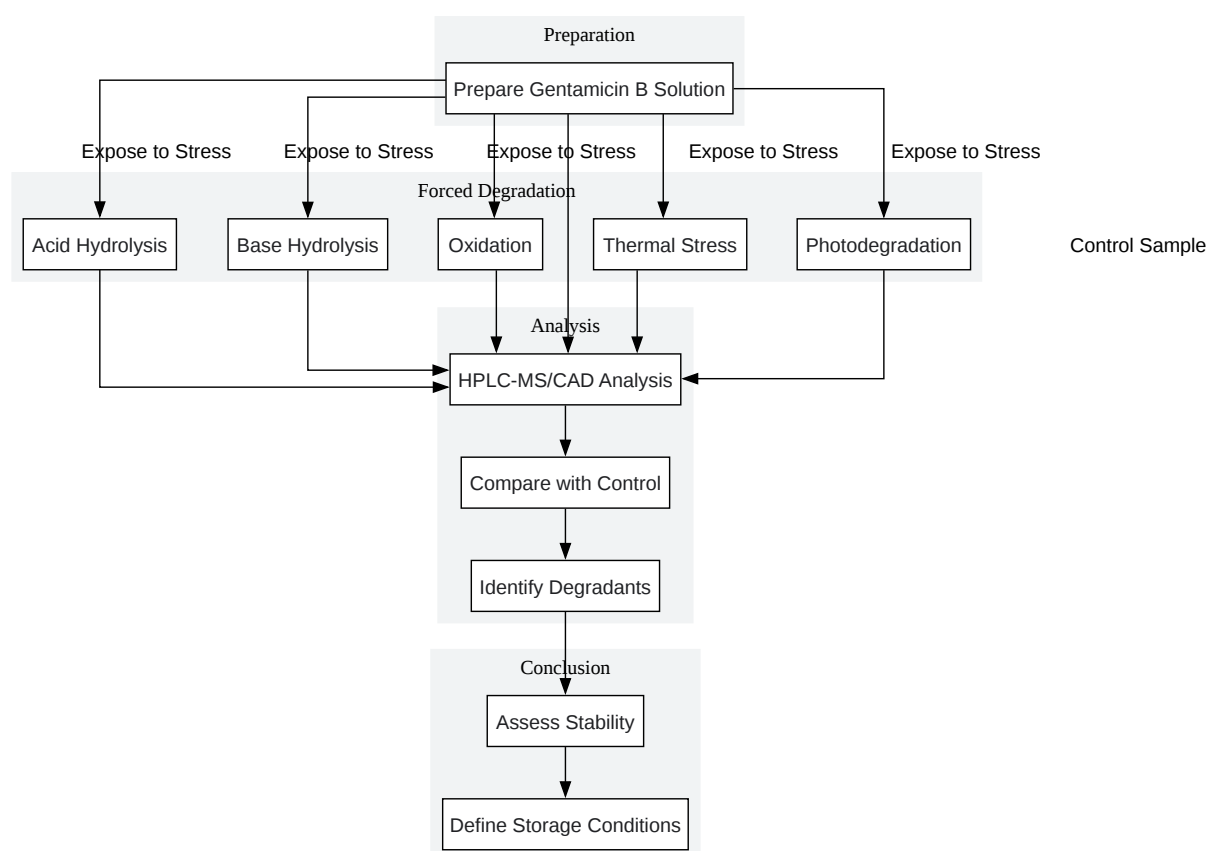 Preparation
Prepare Gentamicin B Solution
Expose to Stress
Expose to Stress
Expose to Stress
Expose to Stress
Expose to Stress
Forced Degradation
Acid Hydrolysis
Base Hydrolysis
Oxidation
Thermal Stress
Photodegradation
Control Sample
Analysis
HPLC-MS/CAD Analysis
Compare with Control
Identify Degradants
Conclusion
Assess Stability
Define Storage Conditions